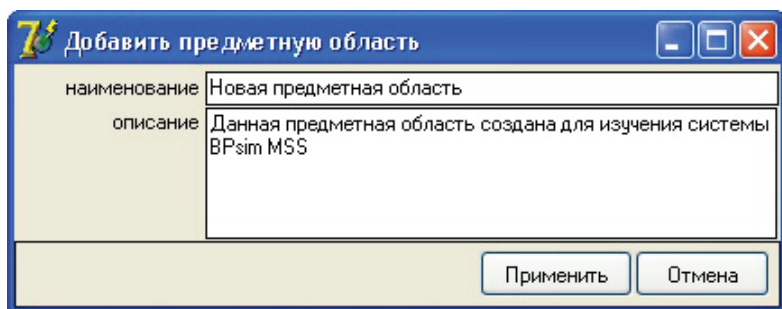 Добавить предметную область
наименование Новая предметная область
описание Данная предметная область создана для изучения системы
BPsim MSS
Применить Отмена